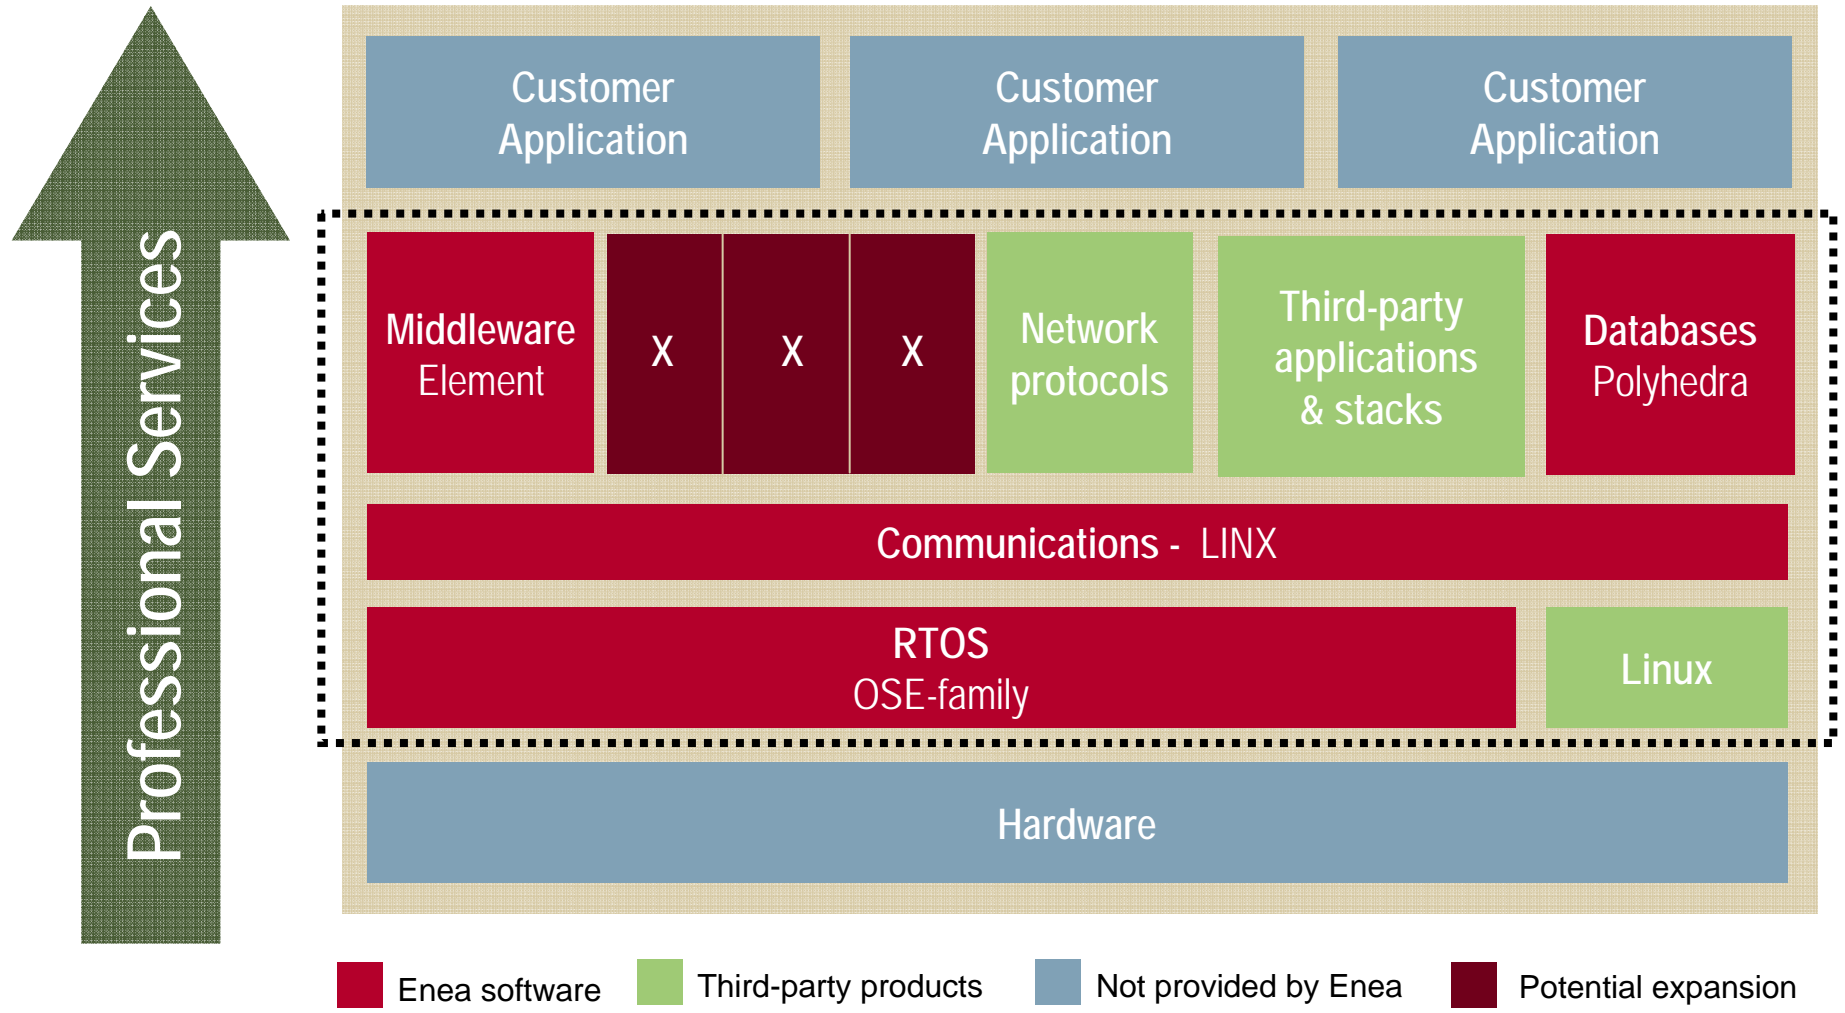 Professional Services
Customer
Application
Customer
Application
Customer
Application
Middleware
Element
X
X
X
Network
protocols
Third-party
applications
& stacks
Databases
Polyhedra
Communications - LINX
RTOS
OSE-family
Linux
Hardware
Enea software
Third-party products
Not provided by Enea
Potential expansion